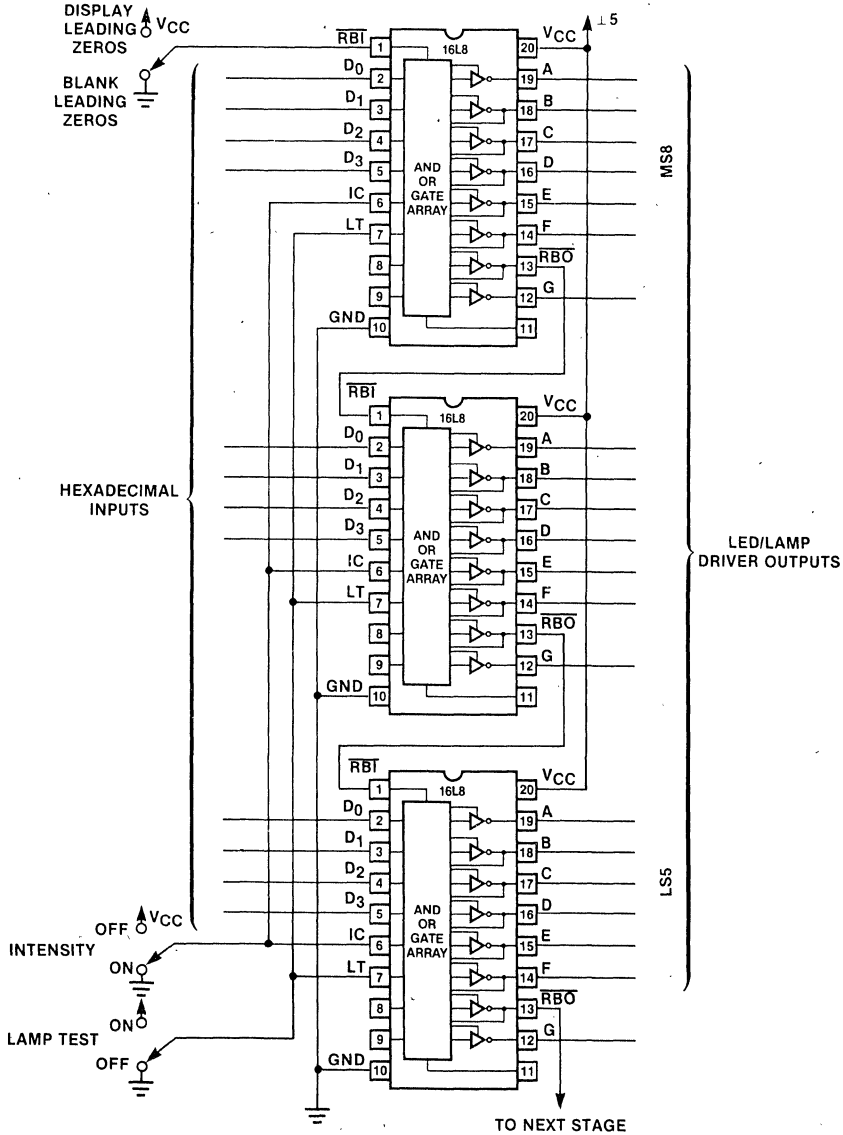 DISPLAY
LEADING
ZEROS
VCC
BLANK
LEADING
ZEROS
RBI
D0
D1
D2
D3
IC
LT
GND
1
2
3
4
5
6
7
8
9
10
16L8
AND
OR
GATE
ARRAY
20
19
18
17
16
15
14
13
12
11
VCC
A
B
C
D
E
F
RBO
G
⊥5
MS8
RBI
D0
D1
D2
D3
IC
LT
GND
1
2
3
4
5
6
7
8
9
10
16L8
AND
OR
GATE
ARRAY
20
19
18
17
16
15
14
13
12
11
VCC
A
B
C
D
E
F
RBO
G
HEXADECIMAL
INPUTS
LED/LAMP
DRIVER OUTPUTS
RBI
D0
D1
D2
D3
IC
LT
GND
1
2
3
4
5
6
7
8
9
10
16L8
AND
OR
GATE
ARRAY
20
19
18
17
16
15
14
13
12
11
VCC
A
B
C
D
E
F
RBO
G
LS5
OFF VCC
INTENSITY
ON
ON
LAMP TEST
OFF
TO NEXT STAGE